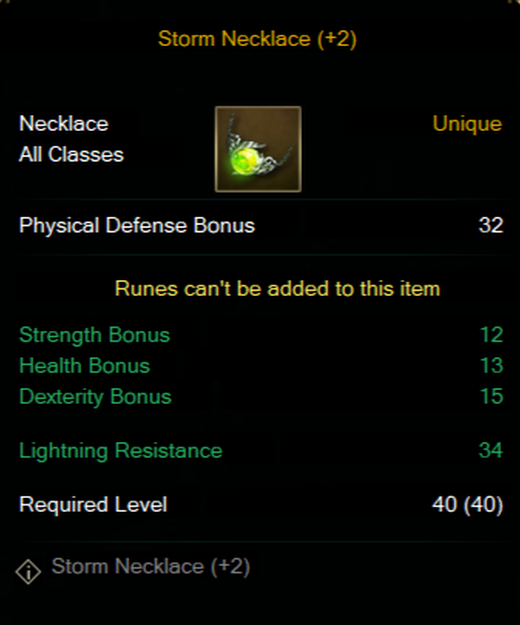 Storm Necklace (+2)
Necklace
Unique
All Classes
Physical Defense Bonus 32
Runes can't be added to this item
Strength Bonus 12
Health Bonus 13
Dexterity Bonus 15
Lightning Resistance 34
Required Level 40 (40)
Storm Necklace (+2)